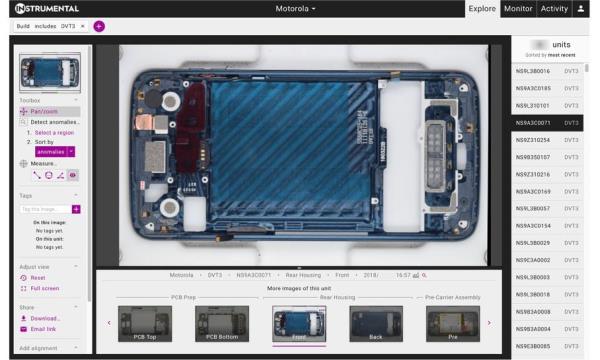 INSTRUMENTAL
Motorola
Explore Monitor Activity
Build includes DVT3 × +
units
Sorted by most recent
NS9L3B0016 DVT3
NS9A3C0185 DVT3
NS9L310101 DVT3
NS9A3C0071 DVT3
NS9Z310254 DVT3
NS9B350107 DVT3
NS9Z310216 DVT3
NS9A3C0169 DVT3
NS9L3B0057 DVT3
NS9A3C0154 DVT3
NS9L3B0029 DVT3
NS9E3A0002 DVT3
NS9L3B0003 DVT3
NS9L3B0018 DVT3
NS9B3A0008 DVT3
NS9B3A0004 DVT3
NS9E3B0085 DVT3
Toolbox
Pan/zoom
Detect anomalies...
1. Select a region
2. Sort by
anomalies
Measure...
Tags
Tag this image... +
On this image:
No tags yet.
On this unit:
No tags yet.
Adjust view
Reset
Full screen
Share
Download...
Email link
Add alignment
Motorola • DVT3 • NS9A3C0071 • Rear Housing • Front • 2018/ 16:57
More images of this unit
PCB Prep
Rear Housing
Pre-Carrier Assembly
PCB Top
PCB Bottom
Front
Back
Pre